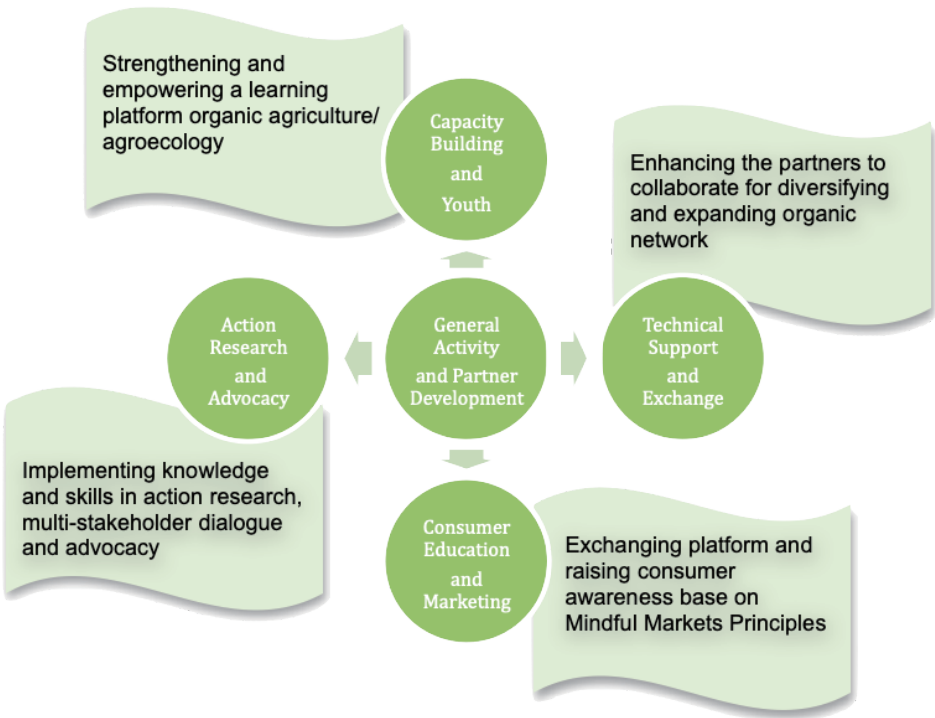 Strengthening and
empowering a learning
platform organic agriculture/
agroecology
Capacity
Building
and
Youth
Enhancing the partners to
collaborate for diversifying
and expanding organic
network
Action
Research
and
Advocacy
General
Activity
and Partner
Development
Technical
Support
and
Exchange
Implementing knowledge
and skills in action research,
multi-stakeholder dialogue
and advocacy
Consumer
Education
and
Marketing
Exchanging platform and
raising consumer
awareness base on
Mindful Markets Principles